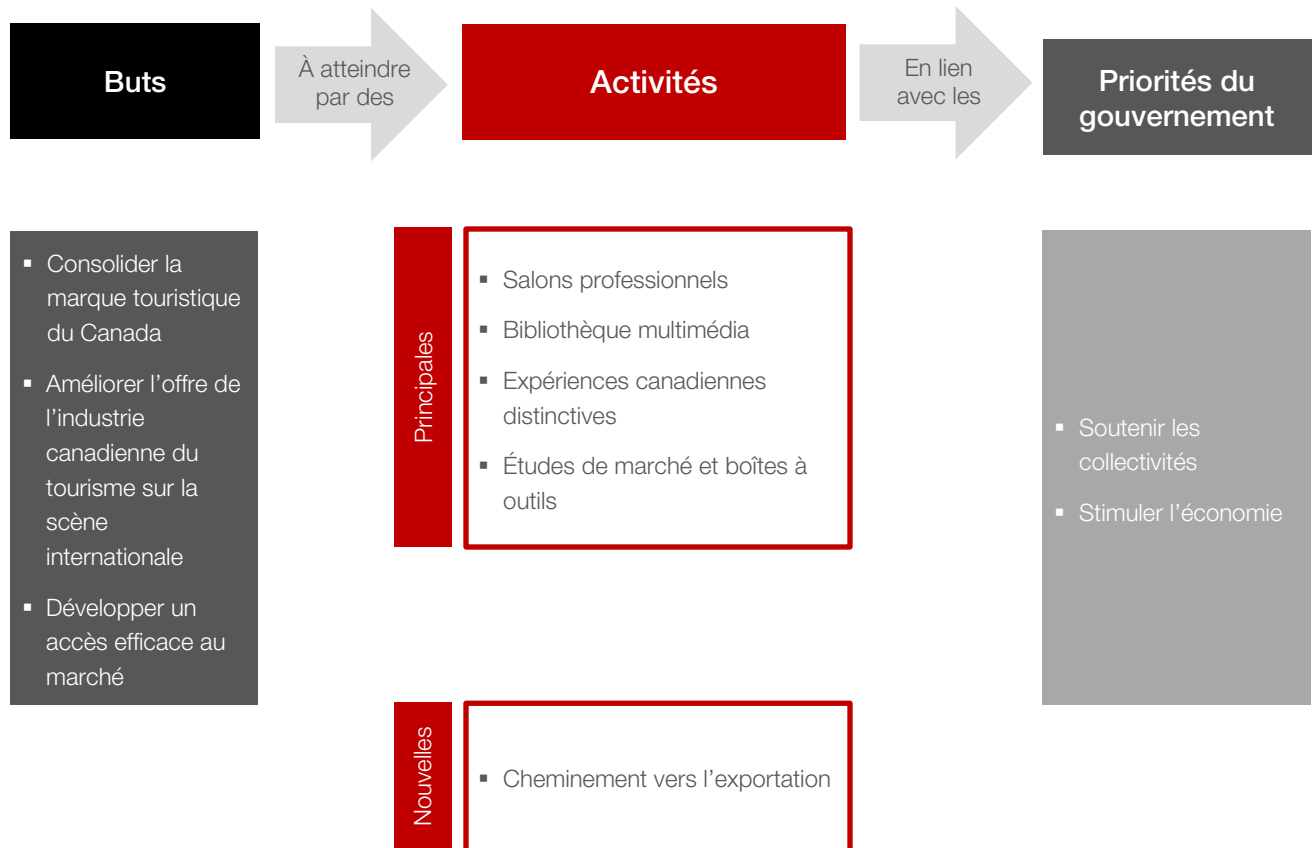 Buts
À atteindre
par des
Activités
En lien
avec les
Priorités du
gouvernement
▪ Consolider la
marque touristique
du Canada
▪ Améliorer l’offre de
l’industrie
canadienne du
tourisme sur la
scène
internationale
▪ Développer un
accès efficace au
marché
Principales
▪ Salons professionnels
▪ Bibliothèque multimédia
▪ Expériences canadiennes
distinctives
▪ Études de marché et boîtes à
outils
Nouvelles
▪ Cheminement vers l’exportation
▪ Soutenir les
collectivités
▪ Stimuler l’économie